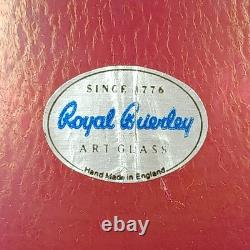 SINCE 1776
Royal Brierley
ART GLASS
Hand Made in England